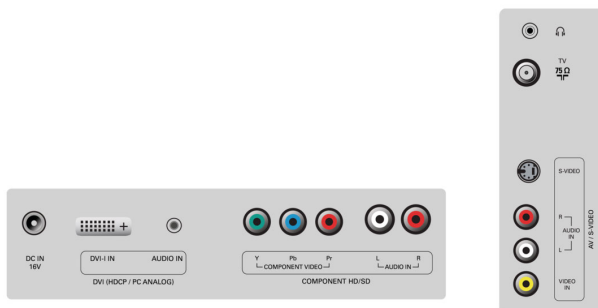 DC IN
16V
DVI-I IN
AUDIO IN
DVI (HDCP / PC ANALOG)
Y
Pb
Pr
COMPONENT VIDEO
L
R
AUDIO IN
COMPONENT HD/SD
TV
75 Ω
S-VIDEO
R
AUDIO
IN
L
VIDEO
IN
AV / S-VIDEO